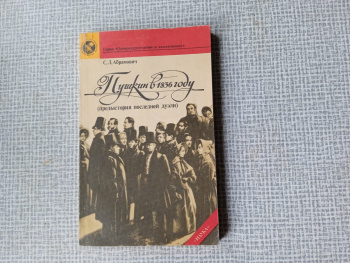 С.Л.Абрамович
Пушкин в 1836 году
(предыстория последней дуэли)